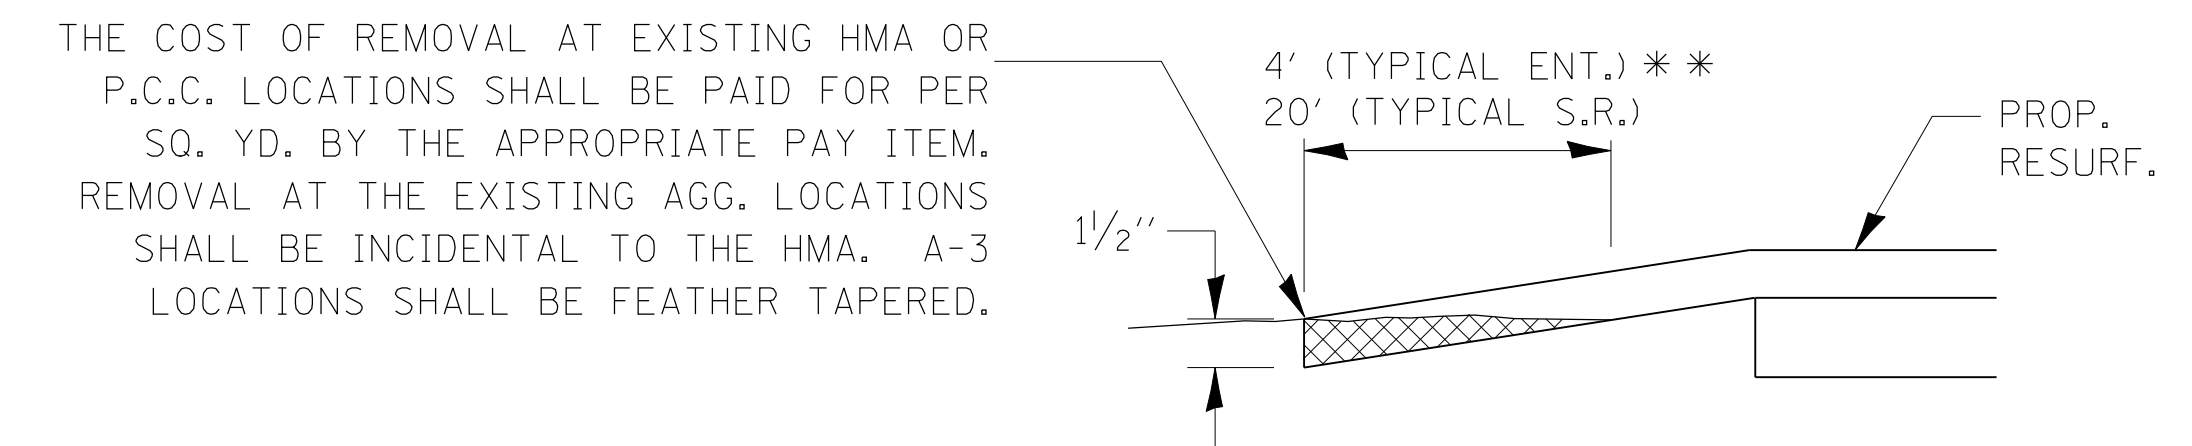 THE COST OF REMOVAL AT EXISTING HMA OR
P.C.C. LOCATIONS SHALL BE PAID FOR PER
SQ. YD. BY THE APPROPRIATE PAY ITEM.
REMOVAL AT THE EXISTING AGG. LOCATIONS
SHALL BE INCIDENTAL TO THE HMA. A-3
LOCATIONS SHALL BE FEATHER TAPERED.
4' (TYPICAL ENT.) * *
20' (TYPICAL S.R.)
PROP.
RESURF.
1 1/2"